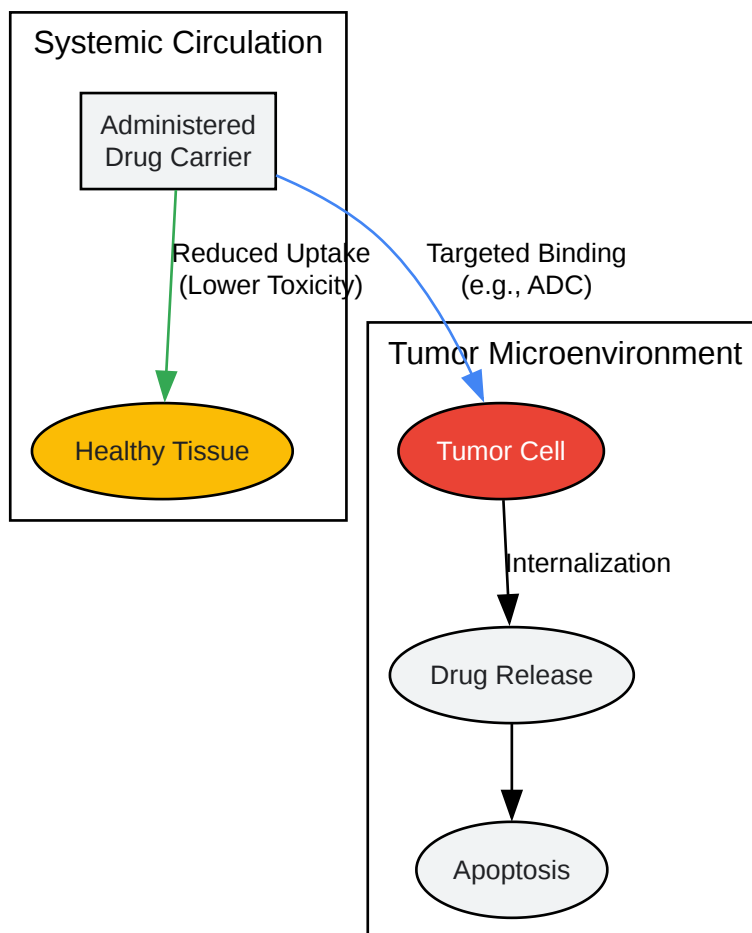 Systemic Circulation
Administered
Drug Carrier
Reduced Uptake
(Lower Toxicity)
Targeted Binding
(e.g., ADC)
Tumor Microenvironment
Healthy Tissue
Tumor Cell
Internalization
Drug Release
Apoptosis